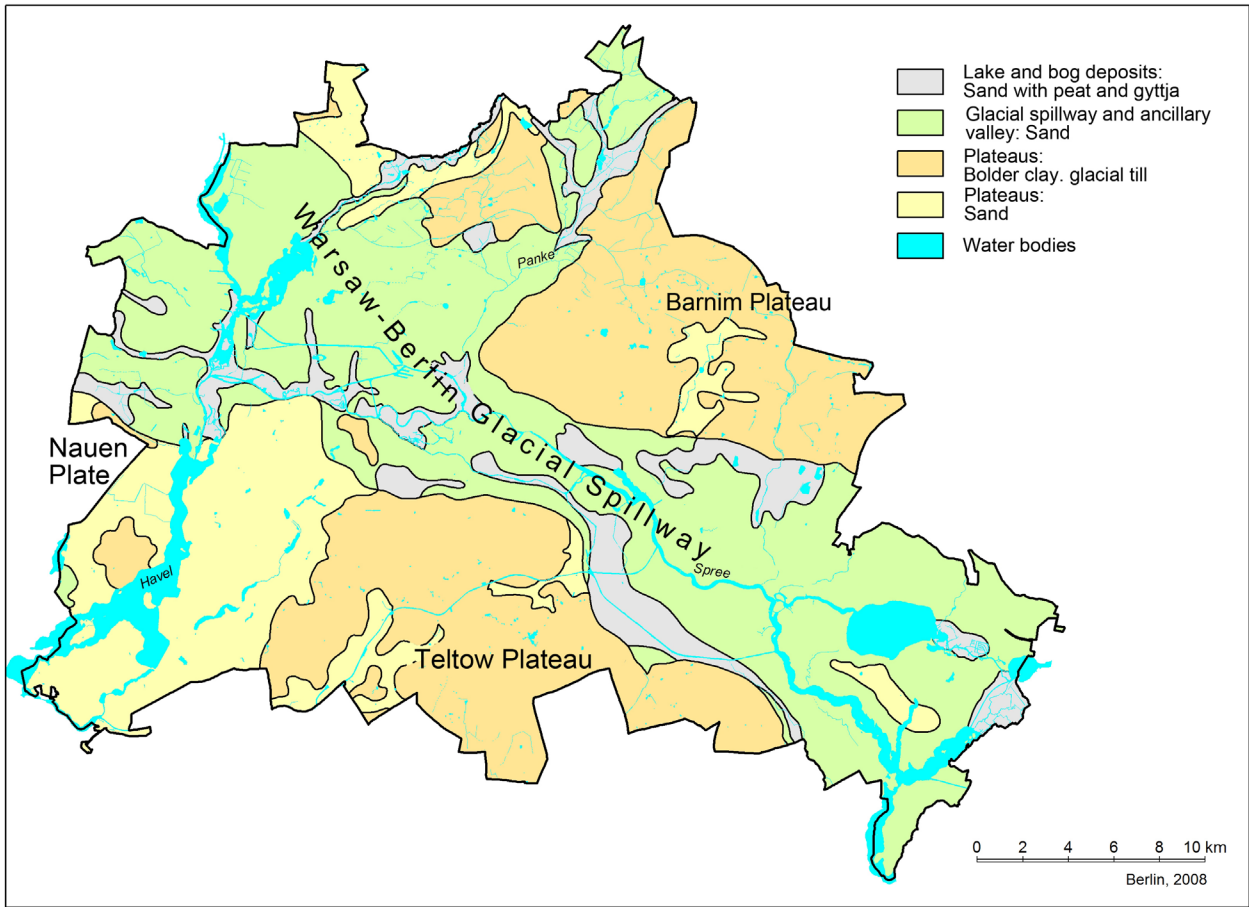 Lake and bog deposits:
Sand with peat and gyttja
Glacial spillway and ancillary
valley: Sand
Plateaus:
Bolder clay. glacial till
Plateaus:
Sand
Water bodies
Warsaw-Berlin Glacial Spillway
Panke
Barnim Plateau
Nauen
Plate
Havel
Spree
Teltow Plateau
0 2 4 6 8 10 km
Berlin, 2008